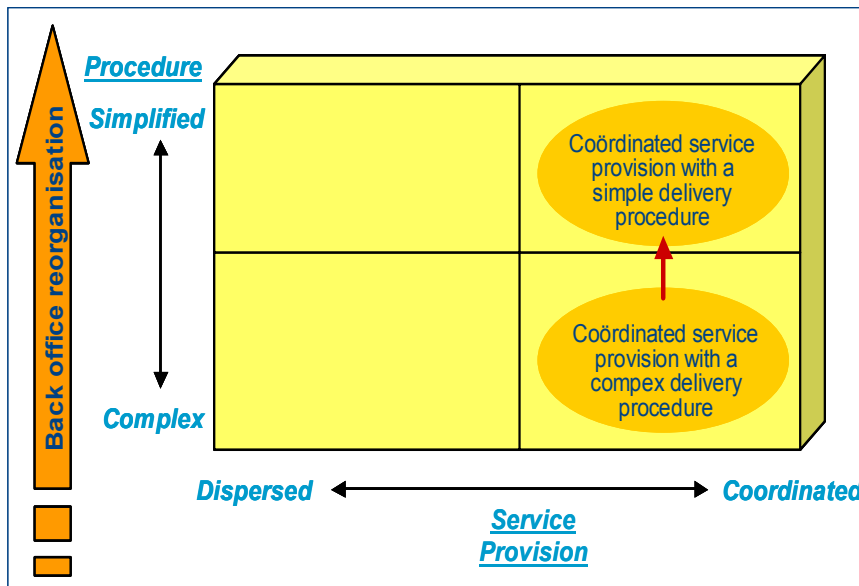 Back office reorganisation
Procedure
Simplified
Complex
Coördinated service
provision with a
simple delivery
procedure
Coördinated service
provision with a
compex delivery
procedure
Dispersed
Coordinated
Service
Provision